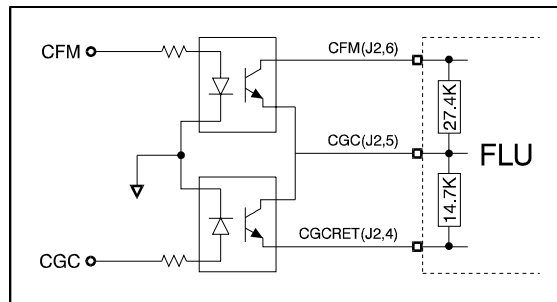 CFM
CFM(J2,6)
27.4K
CGC(J2,5)
FLU
14.7K
CGCRET(J2,4)
CGC